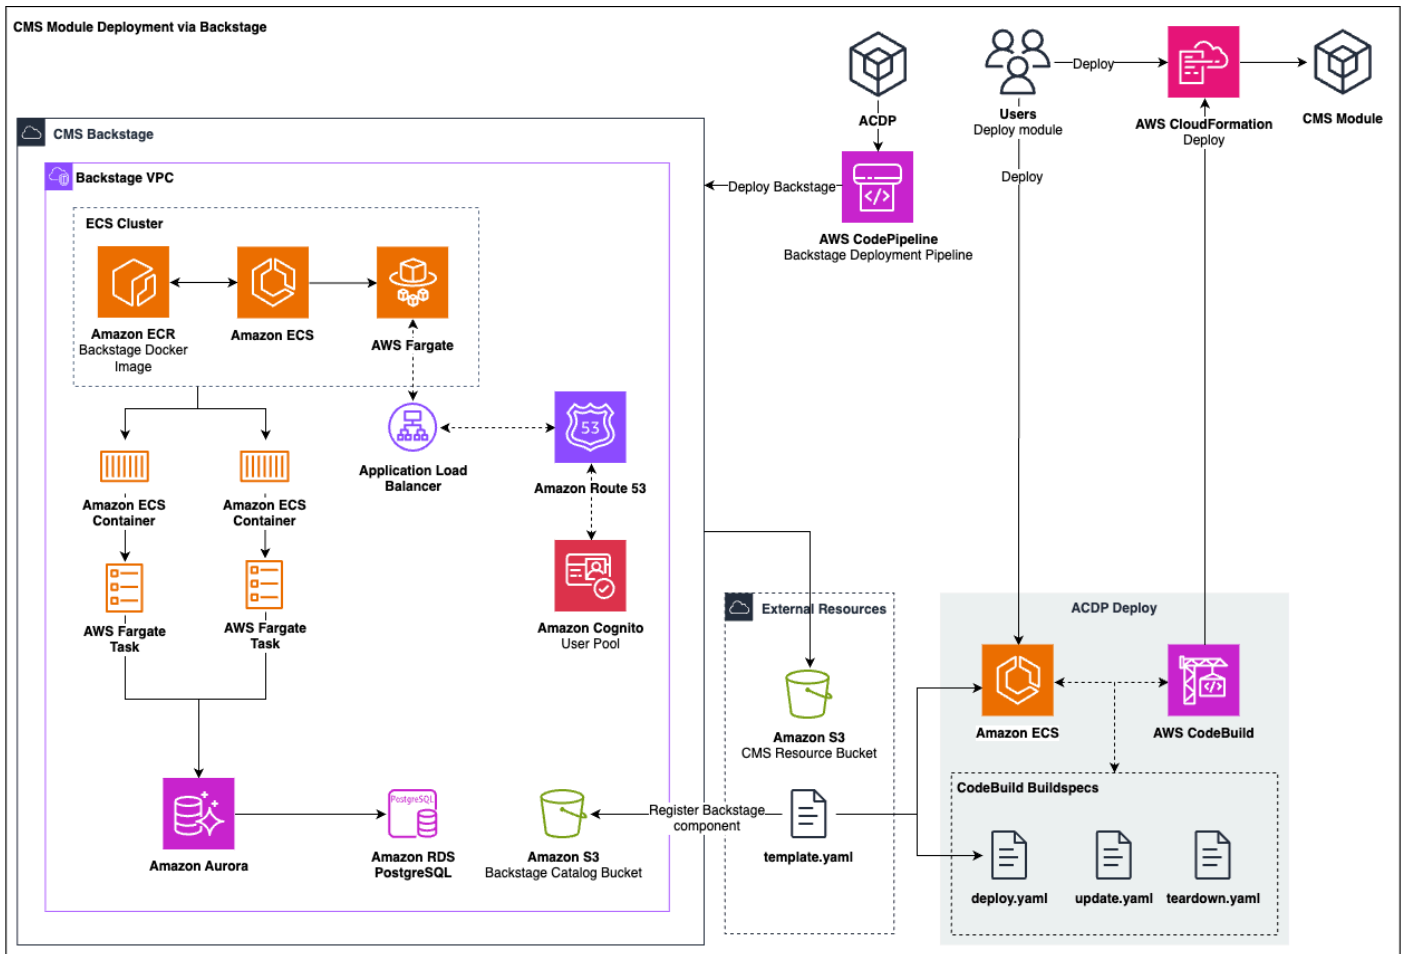 CMS Module Deployment via Backstage
ACDP
Users
Deploy module
Deploy
AWS CloudFormation
Deploy
CMS Module
Deploy
CMS Backstage
Backstage VPC
Deploy Backstage
AWS CodePipeline
Backstage Deployment Pipeline
ECS Cluster
Amazon ECR
Backstage Docker
Image
Amazon ECS
AWS Fargate
Application Load
Balancer
53
Amazon Route 53
Amazon Cognito
User Pool
Amazon ECS
Container
Amazon ECS
Container
AWS Fargate
Task
AWS Fargate
Task
Amazon Aurora
PostgreSQL
Amazon RDS
PostgreSQL
Amazon S3
Backstage Catalog Bucket
External Resources
Amazon S3
CMS Resource Bucket
Register Backstage
component
template.yaml
ACDP Deploy
Amazon ECS
AWS CodeBuild
CodeBuild Buildspecs
deploy.yaml
update.yaml
teardown.yaml